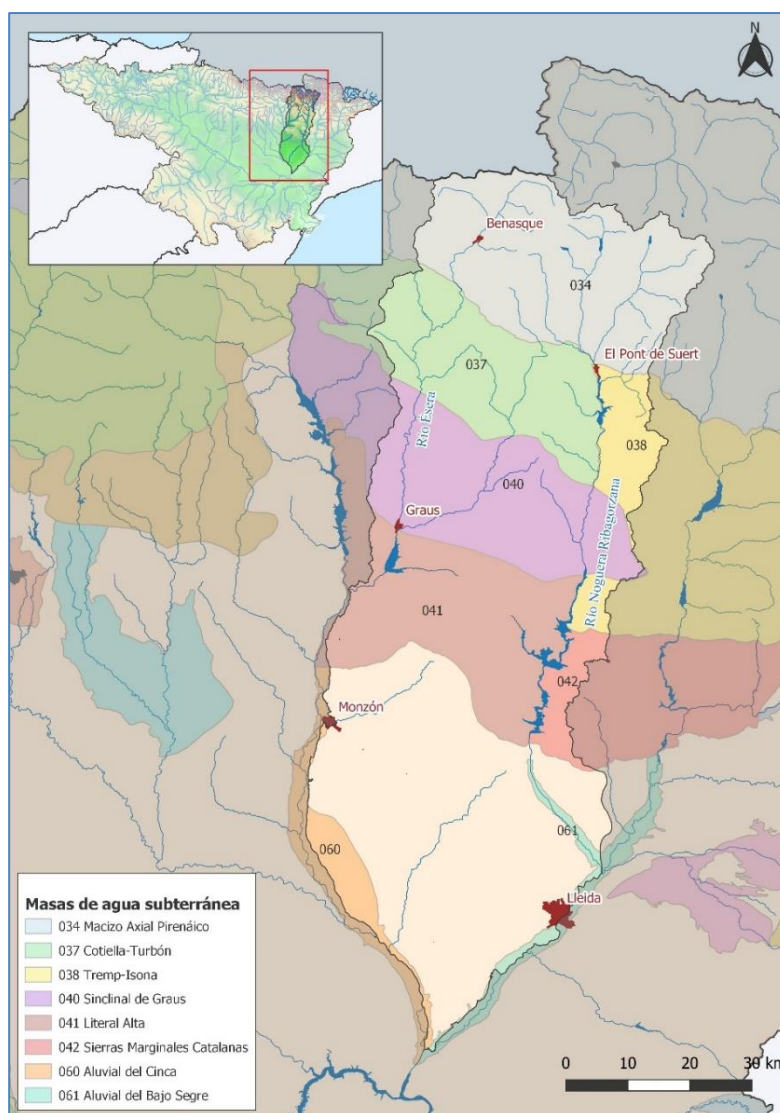 N
Benasque
034
El Pont de Suert
037
Río Ésera
038
040
Graus
Río Noguera Ribagorzana
041
042
Monzón
061
060
Lleida
Masas de agua subterránea
034 Macizo Axial Pirenáico
037 Cotiella-Turbón
038 Tremp-Isona
040 Sinclinal de Graus
041 Literal Alta
042 Sierras Marginales Catalanas
060 Aluvial del Cinca
061 Aluvial del Bajo Segre
0 10 20 30 km